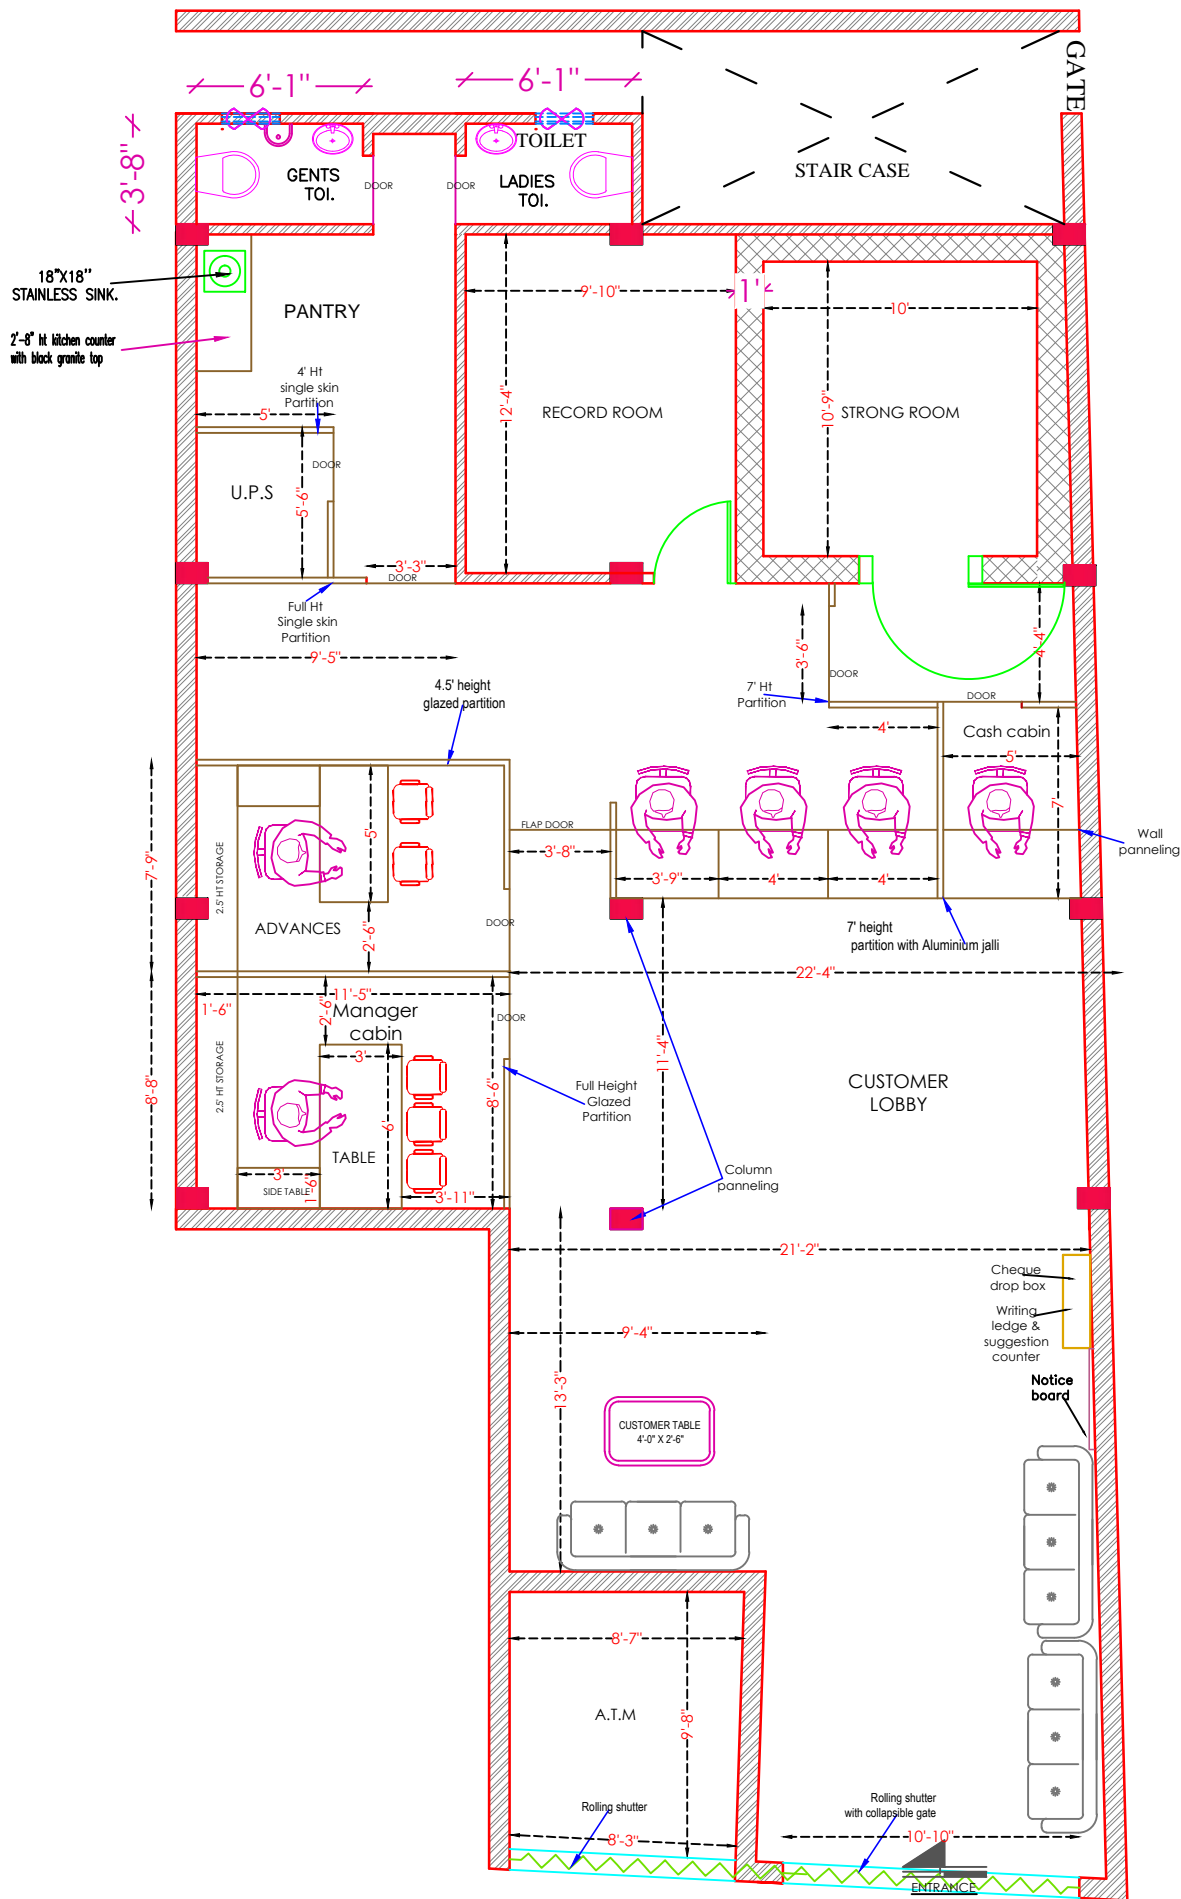 GATE
6'-1"
6'-1"
3'-8"
TOILET
GENTS
TOI.
DOOR
DOOR
LADIES
TOI.
STAIR CASE
18"X18"
STAINLESS SINK.
PANTRY
9'-10"
1'
10'
2'-8" ht kitchen counter
with black granite top
4' Ht
single skin
Partition
5'
12'-4"
RECORD ROOM
10'-9"
STRONG ROOM
DOOR
U.P.S
5'-6"
3'-3"
DOOR
Full Ht
Single skin
Partition
9'-5"
3'-6"
4'-4"
DOOR
4.5' height
glazed partition
7' Ht
Partition
DOOR
4'
Cash cabin
5'
7'
5'
FLAP DOOR
3'-8"
Wall
panneling
7'-9"
2.5' HT STORAGE
3'-9"
4'
4'
ADVANCES
2'-6"
DOOR
7' height
partition with Aluminium jalli
22'-4"
11'-5"
1'-6"
2'-6"
Manager
cabin
DOOR
3'
11'-4"
8'-8"
2.5' HT STORAGE
8'-6"
Full Height
Glazed
Partition
CUSTOMER
LOBBY
6'
TABLE
3'
SIDE TABLE
1'-6"
3'-11"
Column
panneling
21'-2"
Cheque
drop box
Writing
ledge &
suggestion
counter
9'-4"
13'-3"
Notice
board
CUSTOMER TABLE
4'-0" X 2'-6"
8'-7"
A.T.M
9'-8"
Rolling shutter
Rolling shutter
with collapsible gate
8'-3"
10'-10"
ENTRANCE